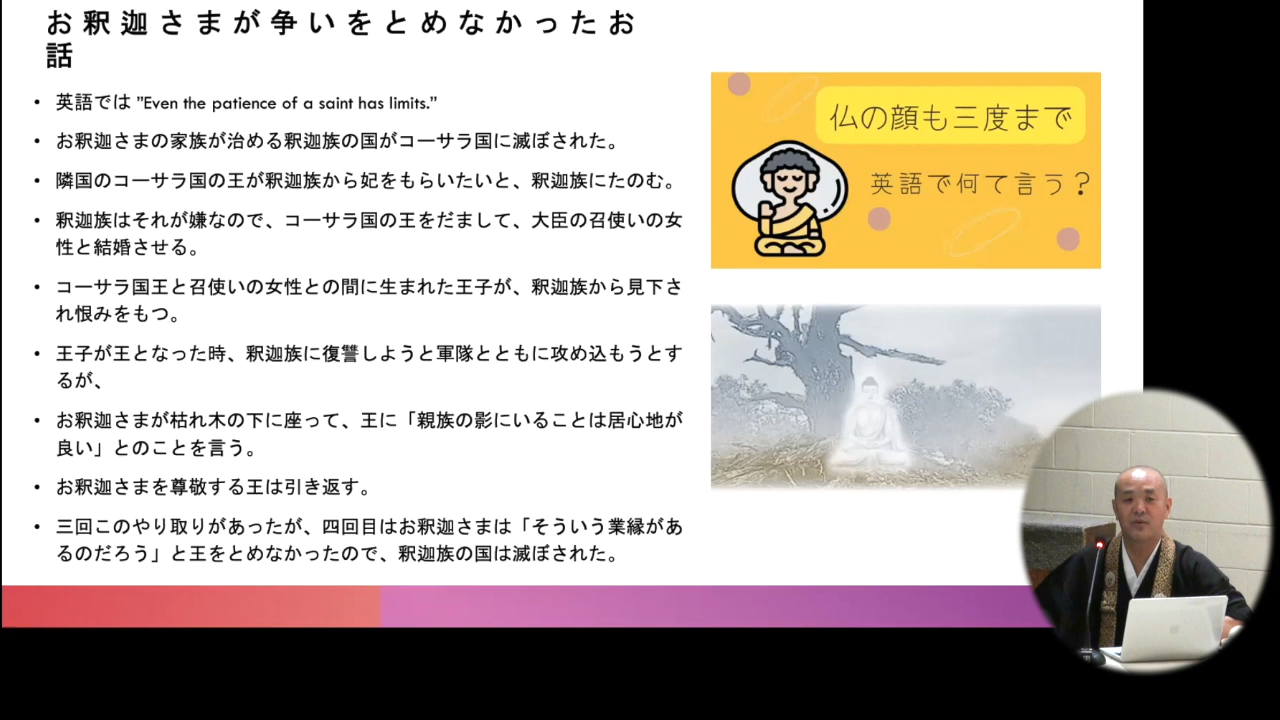 お釈迦さまが争いをとめなかったお
話
• 英語では ”Even the patience of a saint has limits.”
• お釈迦さまの家族が治める釈迦族の国がコーサラ国に滅ぼされた。
• 隣国のコーサラ国の王が釈迦族から妃をもらいたいと、釈迦族にたのむ。
• 釈迦族はそれが嫌なので、コーサラ国の王をだまして、大臣の召使いの女
性と結婚させる。
• コーサラ国王と召使いの女性との間に生まれた王子が、釈迦族から見下さ
れ恨みをもつ。
• 王子が王となった時、釈迦族に復讐しようと軍隊とともに攻め込もうとす
るが、
• お釈迦さまが枯れ木の下に座って、王に「親族の影にいることは居心地が
良い」とのことを言う。
• お釈迦さまを尊敬する王は引き返す。
• 三回このやり取りがあったが、四回目はお釈迦さまは「そういう業縁があ
るのだろう」と王をとめなかったので、釈迦族の国は滅ぼされた。
仏の顔も三度まで
英語で何て言う?